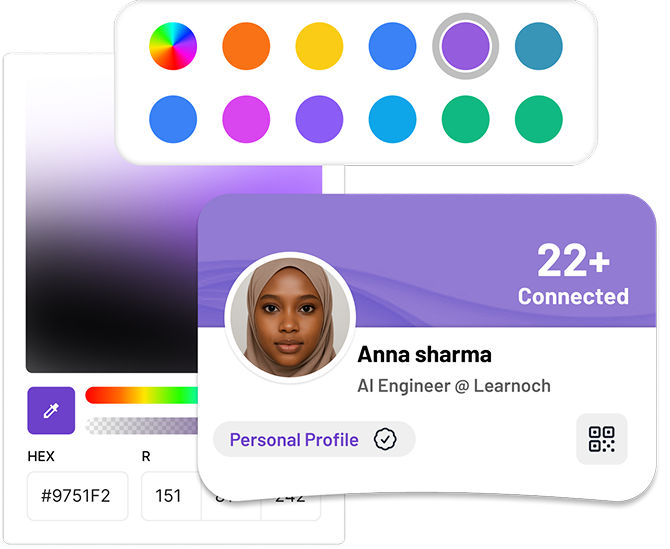 22+
Connected
Anna sharma
AI Engineer @ Learnoch
Personal Profile
HEX
R
#9751F2
151
242